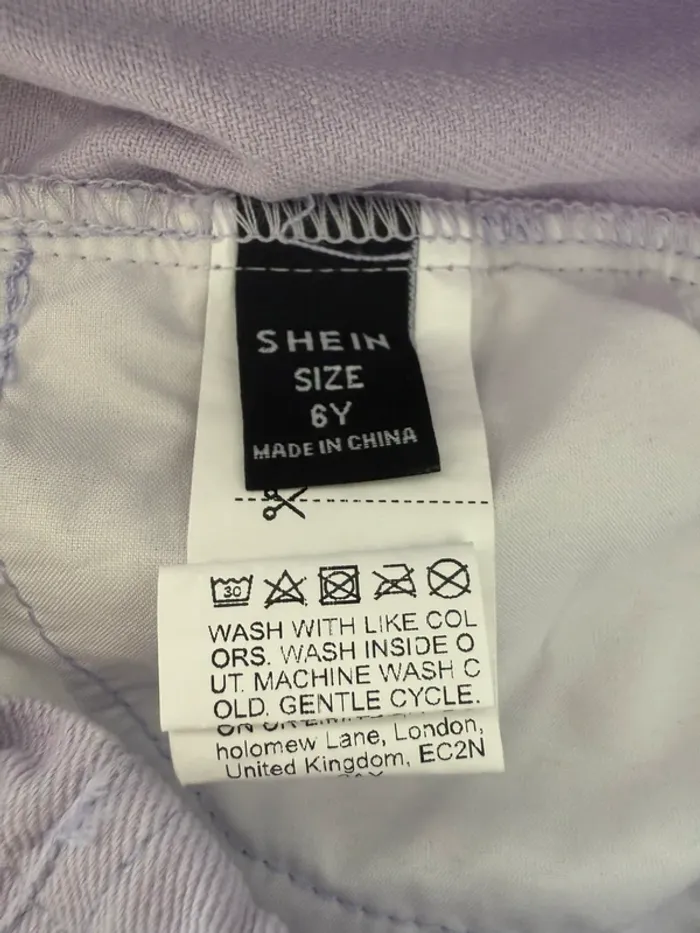 SHEIN
SIZE
6Y
MADE IN CHINA
30
WASH WITH LIKE COL
ORS. WASH INSIDE O
UT. MACHINE WASH C
OLD. GENTLE CYCLE.
holomew Lane, London,
United Kingdom, EC2N